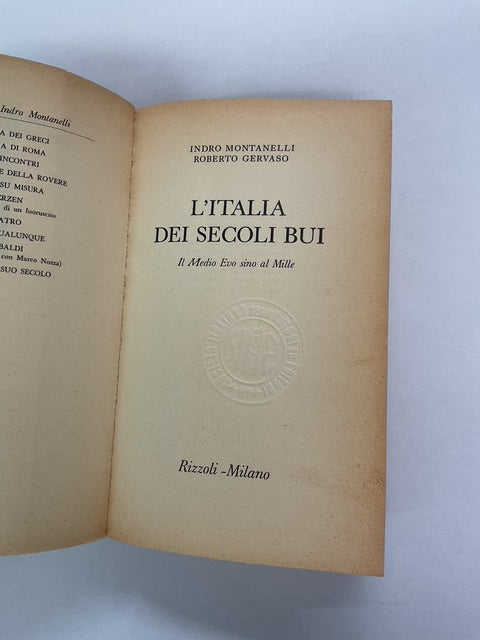 Indro Montanelli
A DEI GRECI
A DI ROMA
INCONTRI
E DELLA ROVERE
SU MISURA
ERZEN
di un fuoruscito
ATRO
UALUNQUE
BALDI
con Marco Nozza)
SUO SECOLO
INDRO MONTANELLI
ROBERTO GERVASO
L'ITALIA
DEI SECOLI BUI
Il Medio Evo sino al Mille
Rizzoli - Milano